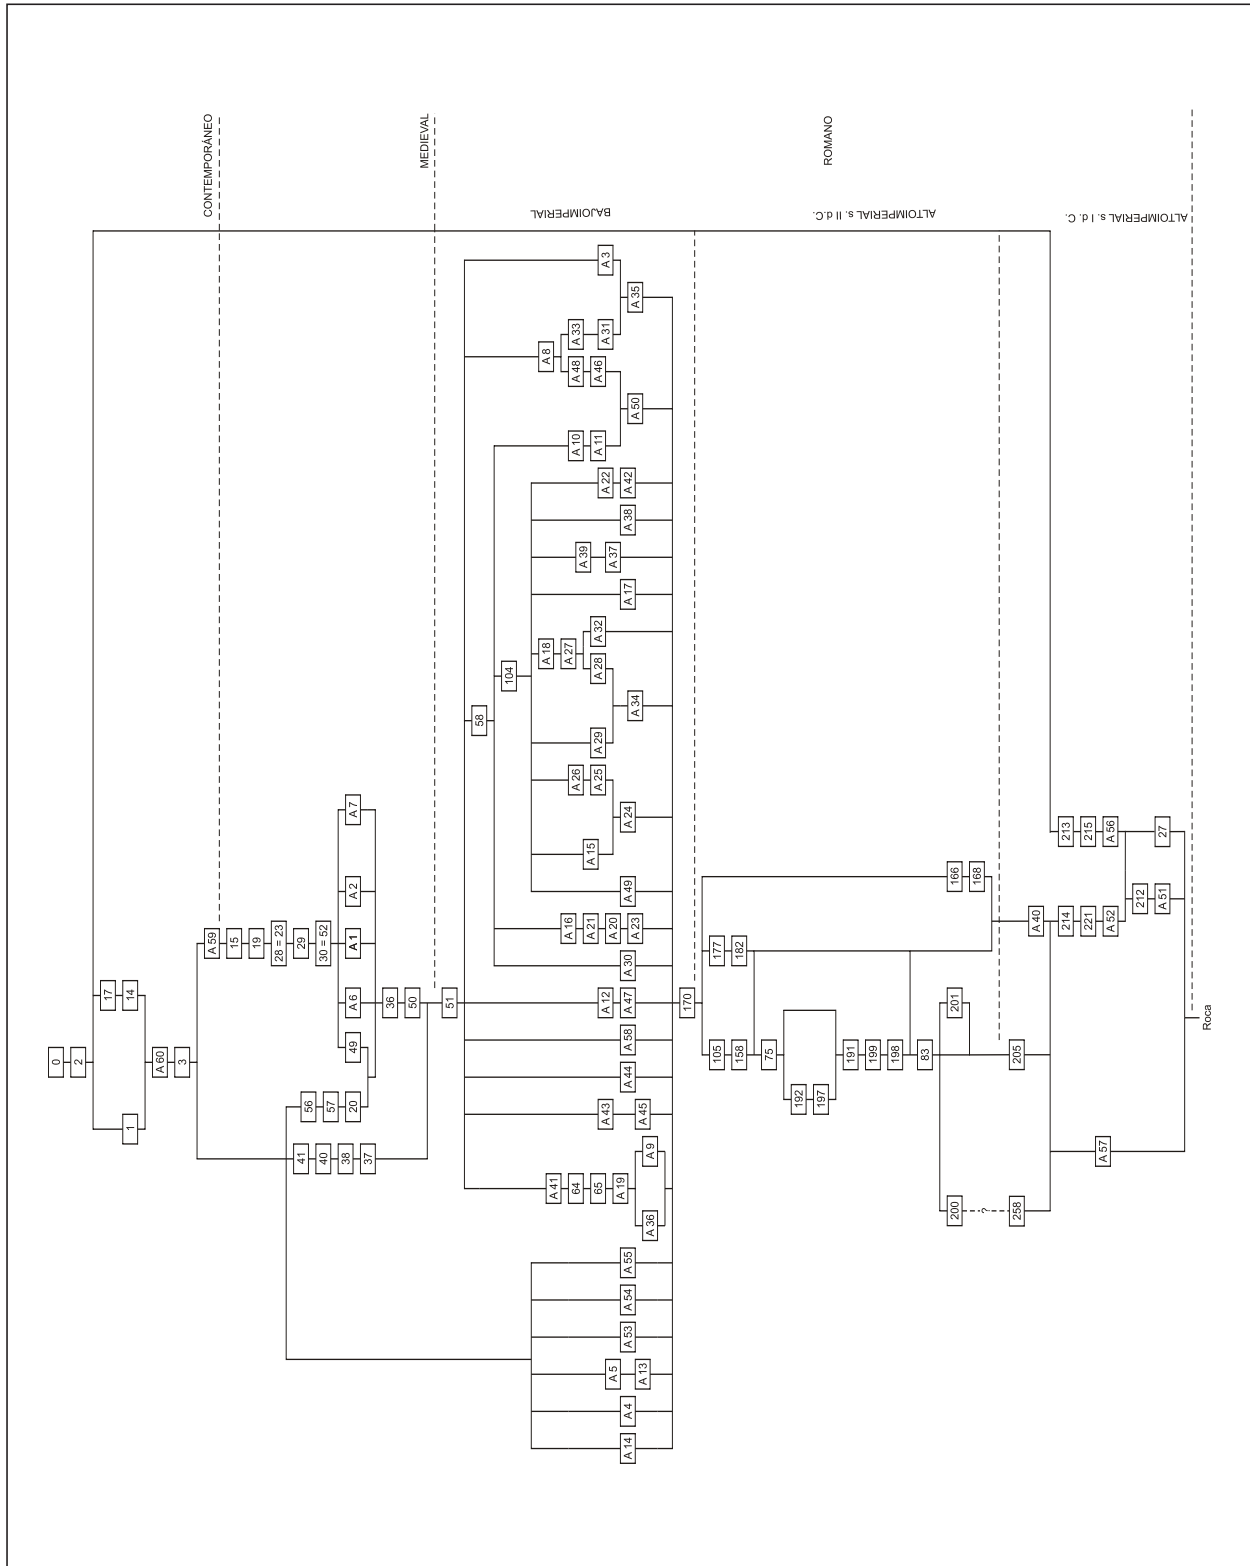 0
2
17
14
1
A 60
3
CONTEMPORÁNEO
A 59
15
19
28 = 23
29
30 = 52
41
40
38
37
56
57
20
49
A 6
A 1
A 2
A 7
36
50
MEDIEVAL
51
BAJOIMPERIAL
58
104
A 14
A 4
A 5
A 13
A 53
A 54
A 55
A 41
64
65
A 19
A 36
A 9
A 43
A 45
A 44
A 58
A 12
A 47
A 30
A 16
A 21
A 20
A 23
A 49
A 15
A 26
A 25
A 24
A 29
A 18
A 27
A 28
A 32
A 34
A 17
A 39
A 37
A 38
A 22
A 42
A 10
A 11
A 8
A 48
A 46
A 50
A 33
A 31
A 3
A 35
170
ROMANO
ALTOIMPERIAL s. II d.C.
105
158
177
182
75
192
197
191
199
198
83
166
168
200
201
?
258
205
A 40
ALTOIMPERIAL s. I d. C.
213
215
A 56
214
221
A 52
A 57
212
A 51
27
Roca